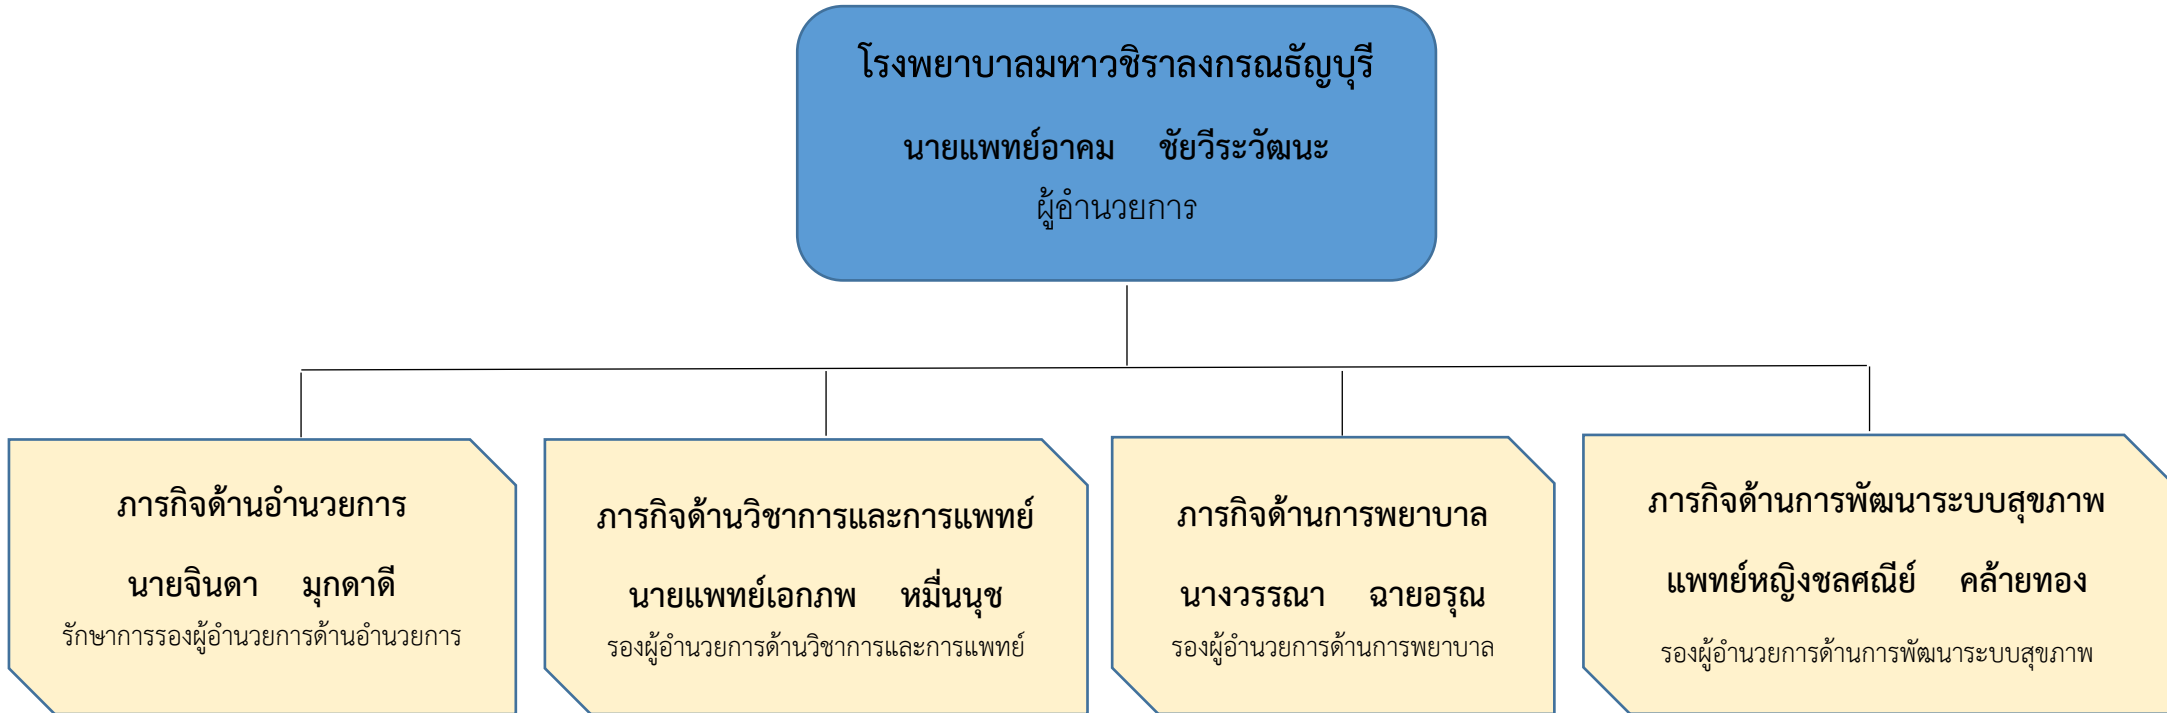 โรงพยาบาลมหาวชิราลงกรณธัญบุรี
นายแพทย์อาคม ชัยวีระวัฒนะ
ผู้อำนวยการ
ภารกิจด้านอำนวยการ
นายจินดา มุกดาดี
รักษาการรองผู้อำนวยการด้านอำนวยการ
ภารกิจด้านวิชาการและการแพทย์
นายแพทย์เอกภพ หมื่นนุช
รองผู้อำนวยการด้านวิชาการและการแพทย์
ภารกิจด้านการพยาบาล
นางวรรณา ฉายอรุณ
รองผู้อำนวยการด้านการพยาบาล
ภารกิจด้านการพัฒนาระบบสุขภาพ
แพทย์หญิงชลศณีย์ คล้ายทอง
รองผู้อำนวยการด้านการพัฒนาระบบสุขภาพ